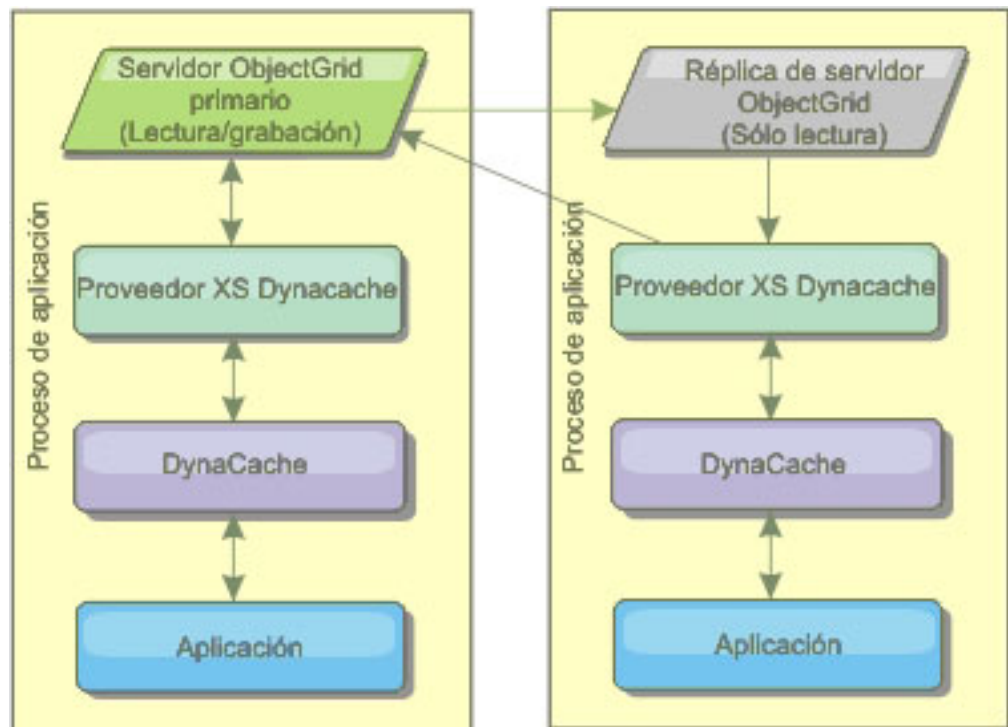 Servidor ObjectGrid
primario
(Lectura/grabación)
Proceso de aplicación
Proveedor XS Dynacache
DynaCache
Aplicación
Réplica de servidor
ObjectGrid
(Sólo lectura)
Proceso de aplicación
Proveedor XS Dynacache
DynaCache
Aplicación